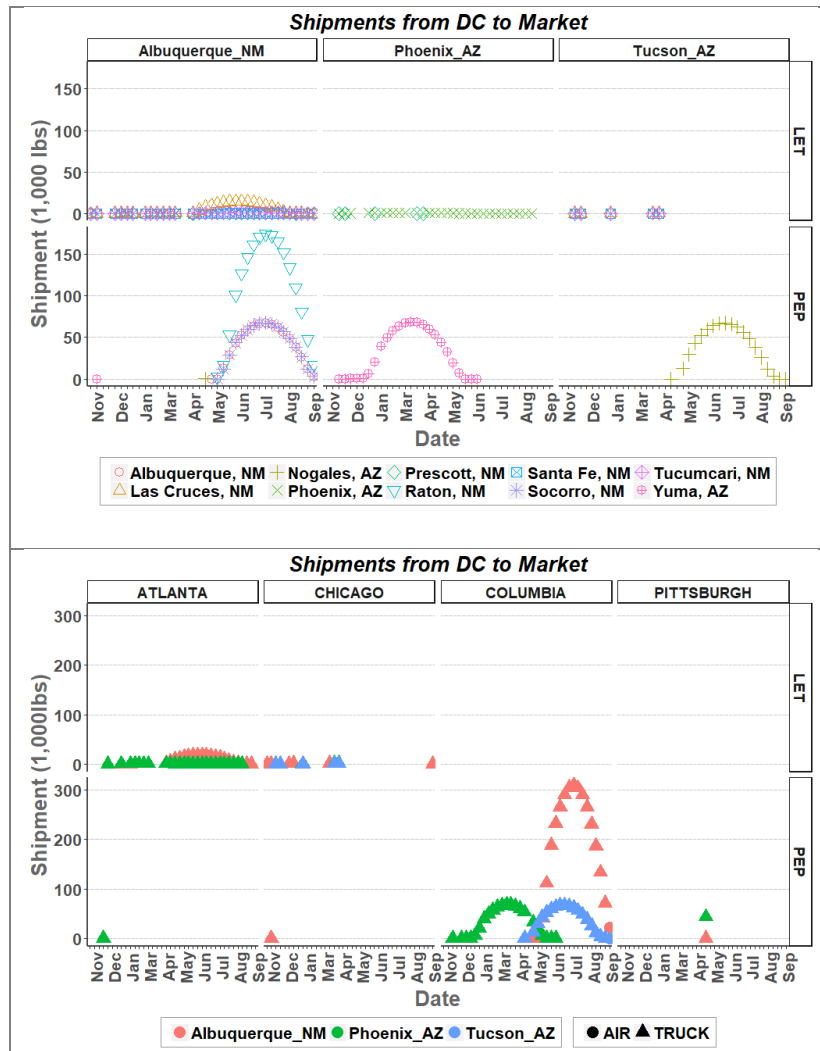 Shipments from DC to Market
Albuquerque_NM Phoenix_AZ Tucson_AZ
Shipment (1,000 lbs)
150
100
50
0
LET
150
100
50
0
PEP
Nov Dec Jan Mar Apr May Jun Jul Aug Sep Nov Dec Jan Mar Apr May Jun Jul Aug Sep Nov Dec Jan Mar Apr May Jun Jul Aug Sep
Date
Albuquerque, NM Nogales, AZ Prescott, NM Santa Fe, NM Tucumcari, NM
Las Cruces, NM Phoenix, AZ Raton, NM Socorro, NM Yuma, AZ
Shipments from DC to Market
ATLANTA CHICAGO COLUMBIA PITTSBURGH
Shipment (1,000lbs)
300
200
100
0
LET
300
200
100
0
PEP
Nov Dec Jan Mar Apr May Jun Jul Aug Sep Nov Dec Jan Mar Apr May Jun Jul Aug Sep Nov Dec Jan Mar Apr May Jun Jul Aug Sep Nov Dec Jan Mar Apr May Jun Jul Aug Sep
Date
Albuquerque_NM Phoenix_AZ Tucson_AZ AIR TRUCK